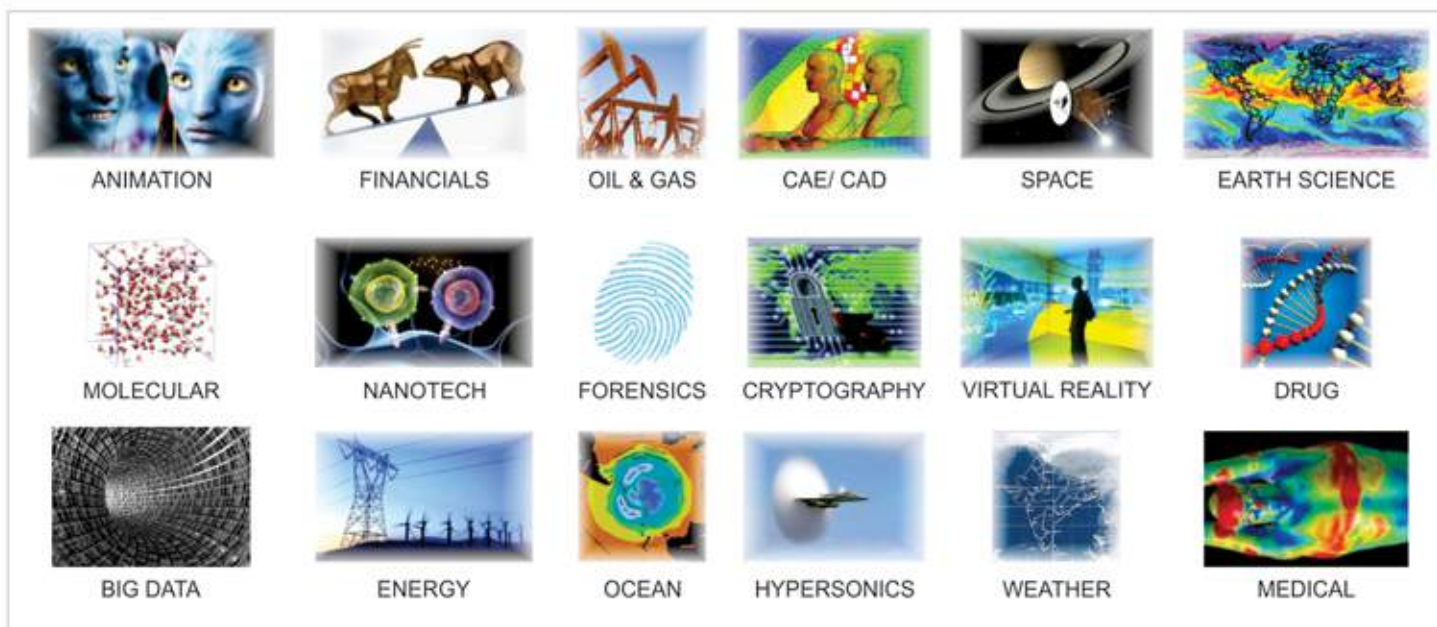 ANIMATION
FINANCIALS
OIL & GAS
CAE/ CAD
SPACE
EARTH SCIENCE
MOLECULAR
NANOTECH
FORENSICS
CRYPTOGRAPHY
VIRTUAL REALITY
DRUG
BIG DATA
ENERGY
OCEAN
HYPERSONICS
WEATHER
MEDICAL